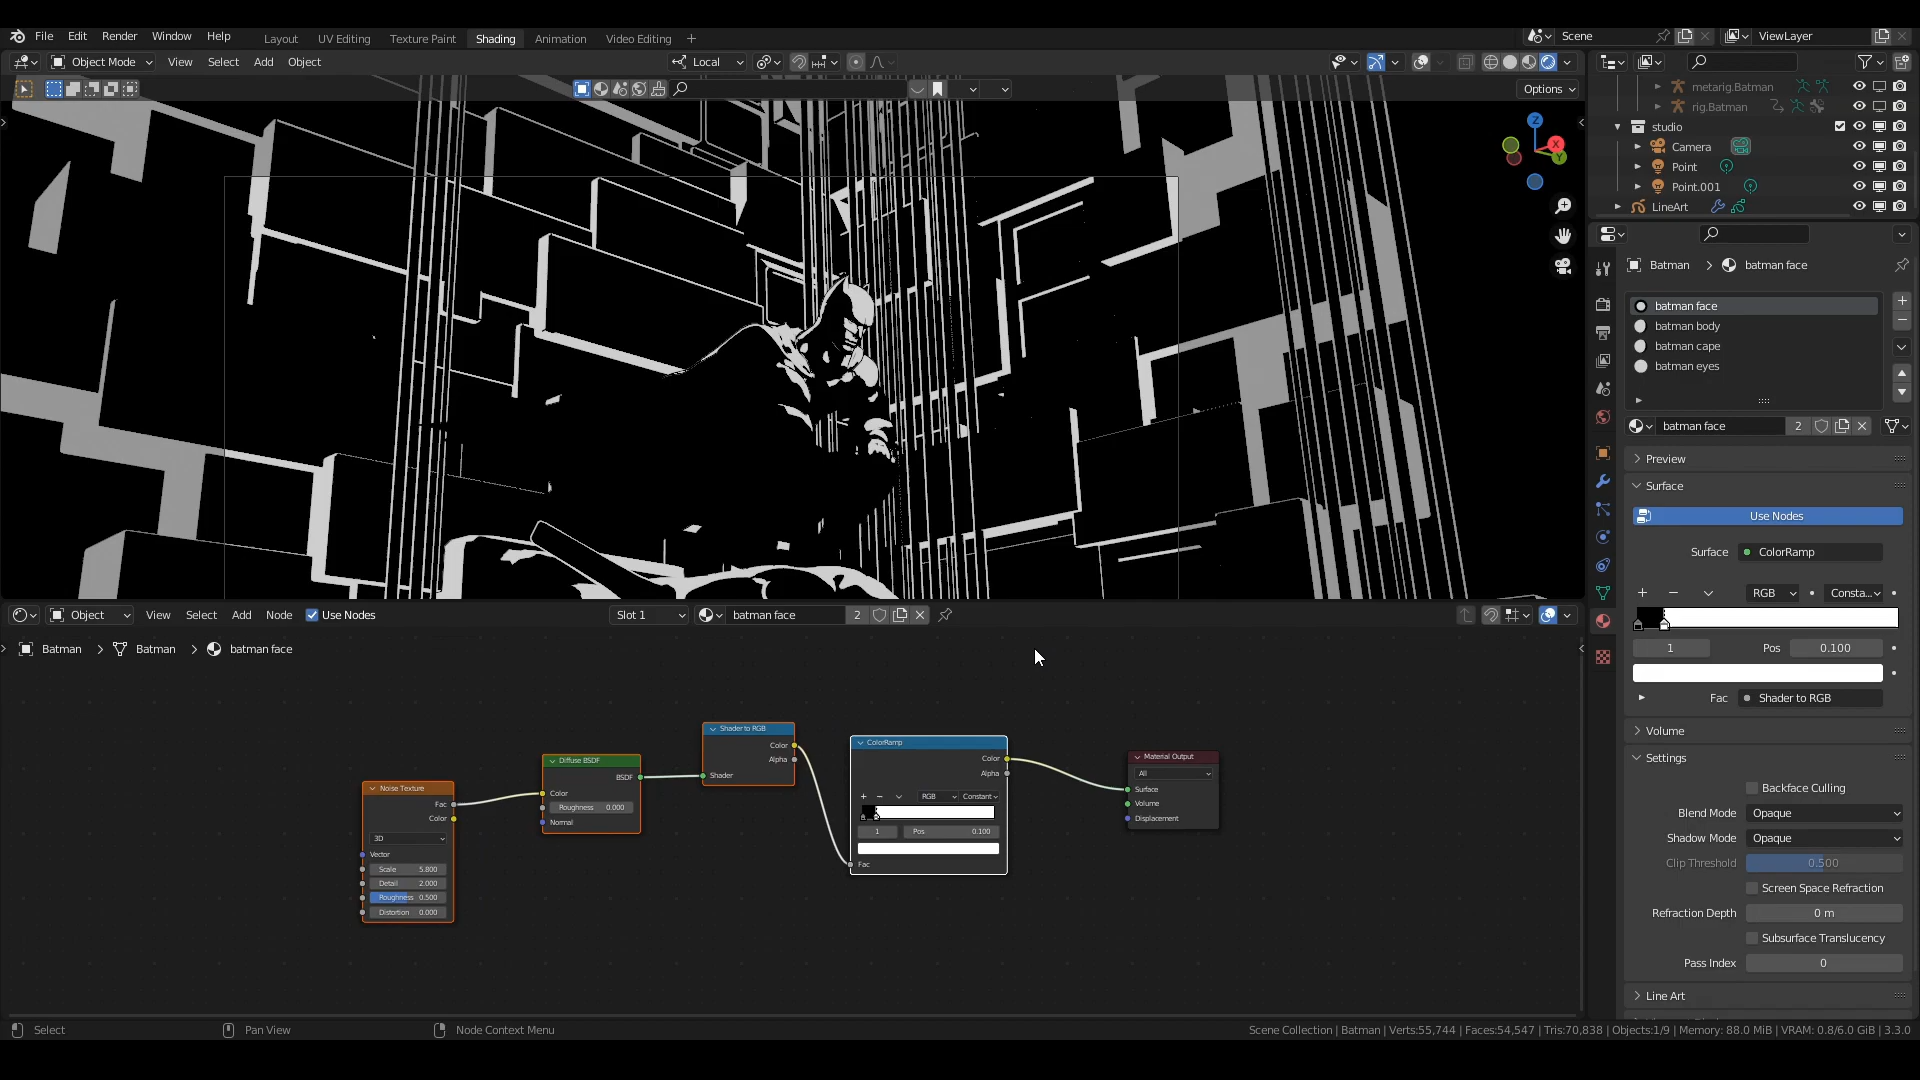 File Edit Render Window Help Layout UV Editing Texture Paint Shading Animation Video Editing Scene ViewLayer
Object Mode View Select Add Object Local
Options
metarig.Batman
rig.Batman
studio
Camera
Point
Point.001
LineArt
Z
X
Y
Batman > batman face
batman face
batman body
batman cape
batman eyes
batman face 2
Preview
Surface
Use Nodes
Surface ColorRamp
RGB Consta...
1 Pos 0.100
Fac Shader to RGB
Volume
Settings
Backface Culling
Blend Mode Opaque
Shadow Mode Opaque
Clip Threshold 0.500
Screen Space Refraction
Refraction Depth 0 m
Subsurface Translucency
Pass Index 0
Line Art
Object View Select Add Node Use Nodes Slot 1 batman face 2
Batman > Batman > batman face
Noise Texture
Fac
Color
3D
Vector
Scale 5.800
Detail 2.000
Roughness 0.500
Distortion 0.000
Diffuse BSDF
BSDF
Color
Roughness 0.000
Normal
Shader to RGB
Color
Alpha
Shader
ColorRamp
Color
Alpha
RGB Constant
1 Pos 0.100
Fac
Material Output
All
Surface
Volume
Displacement
Select Pan View Node Context Menu Scene Collection | Batman | Verts:55,744 | Faces:54,547 | Tris:70,838 | Objects:1/9 | Memory: 88.0 MiB | VRAM: 0.8/6.0 GiB | 3.3.0